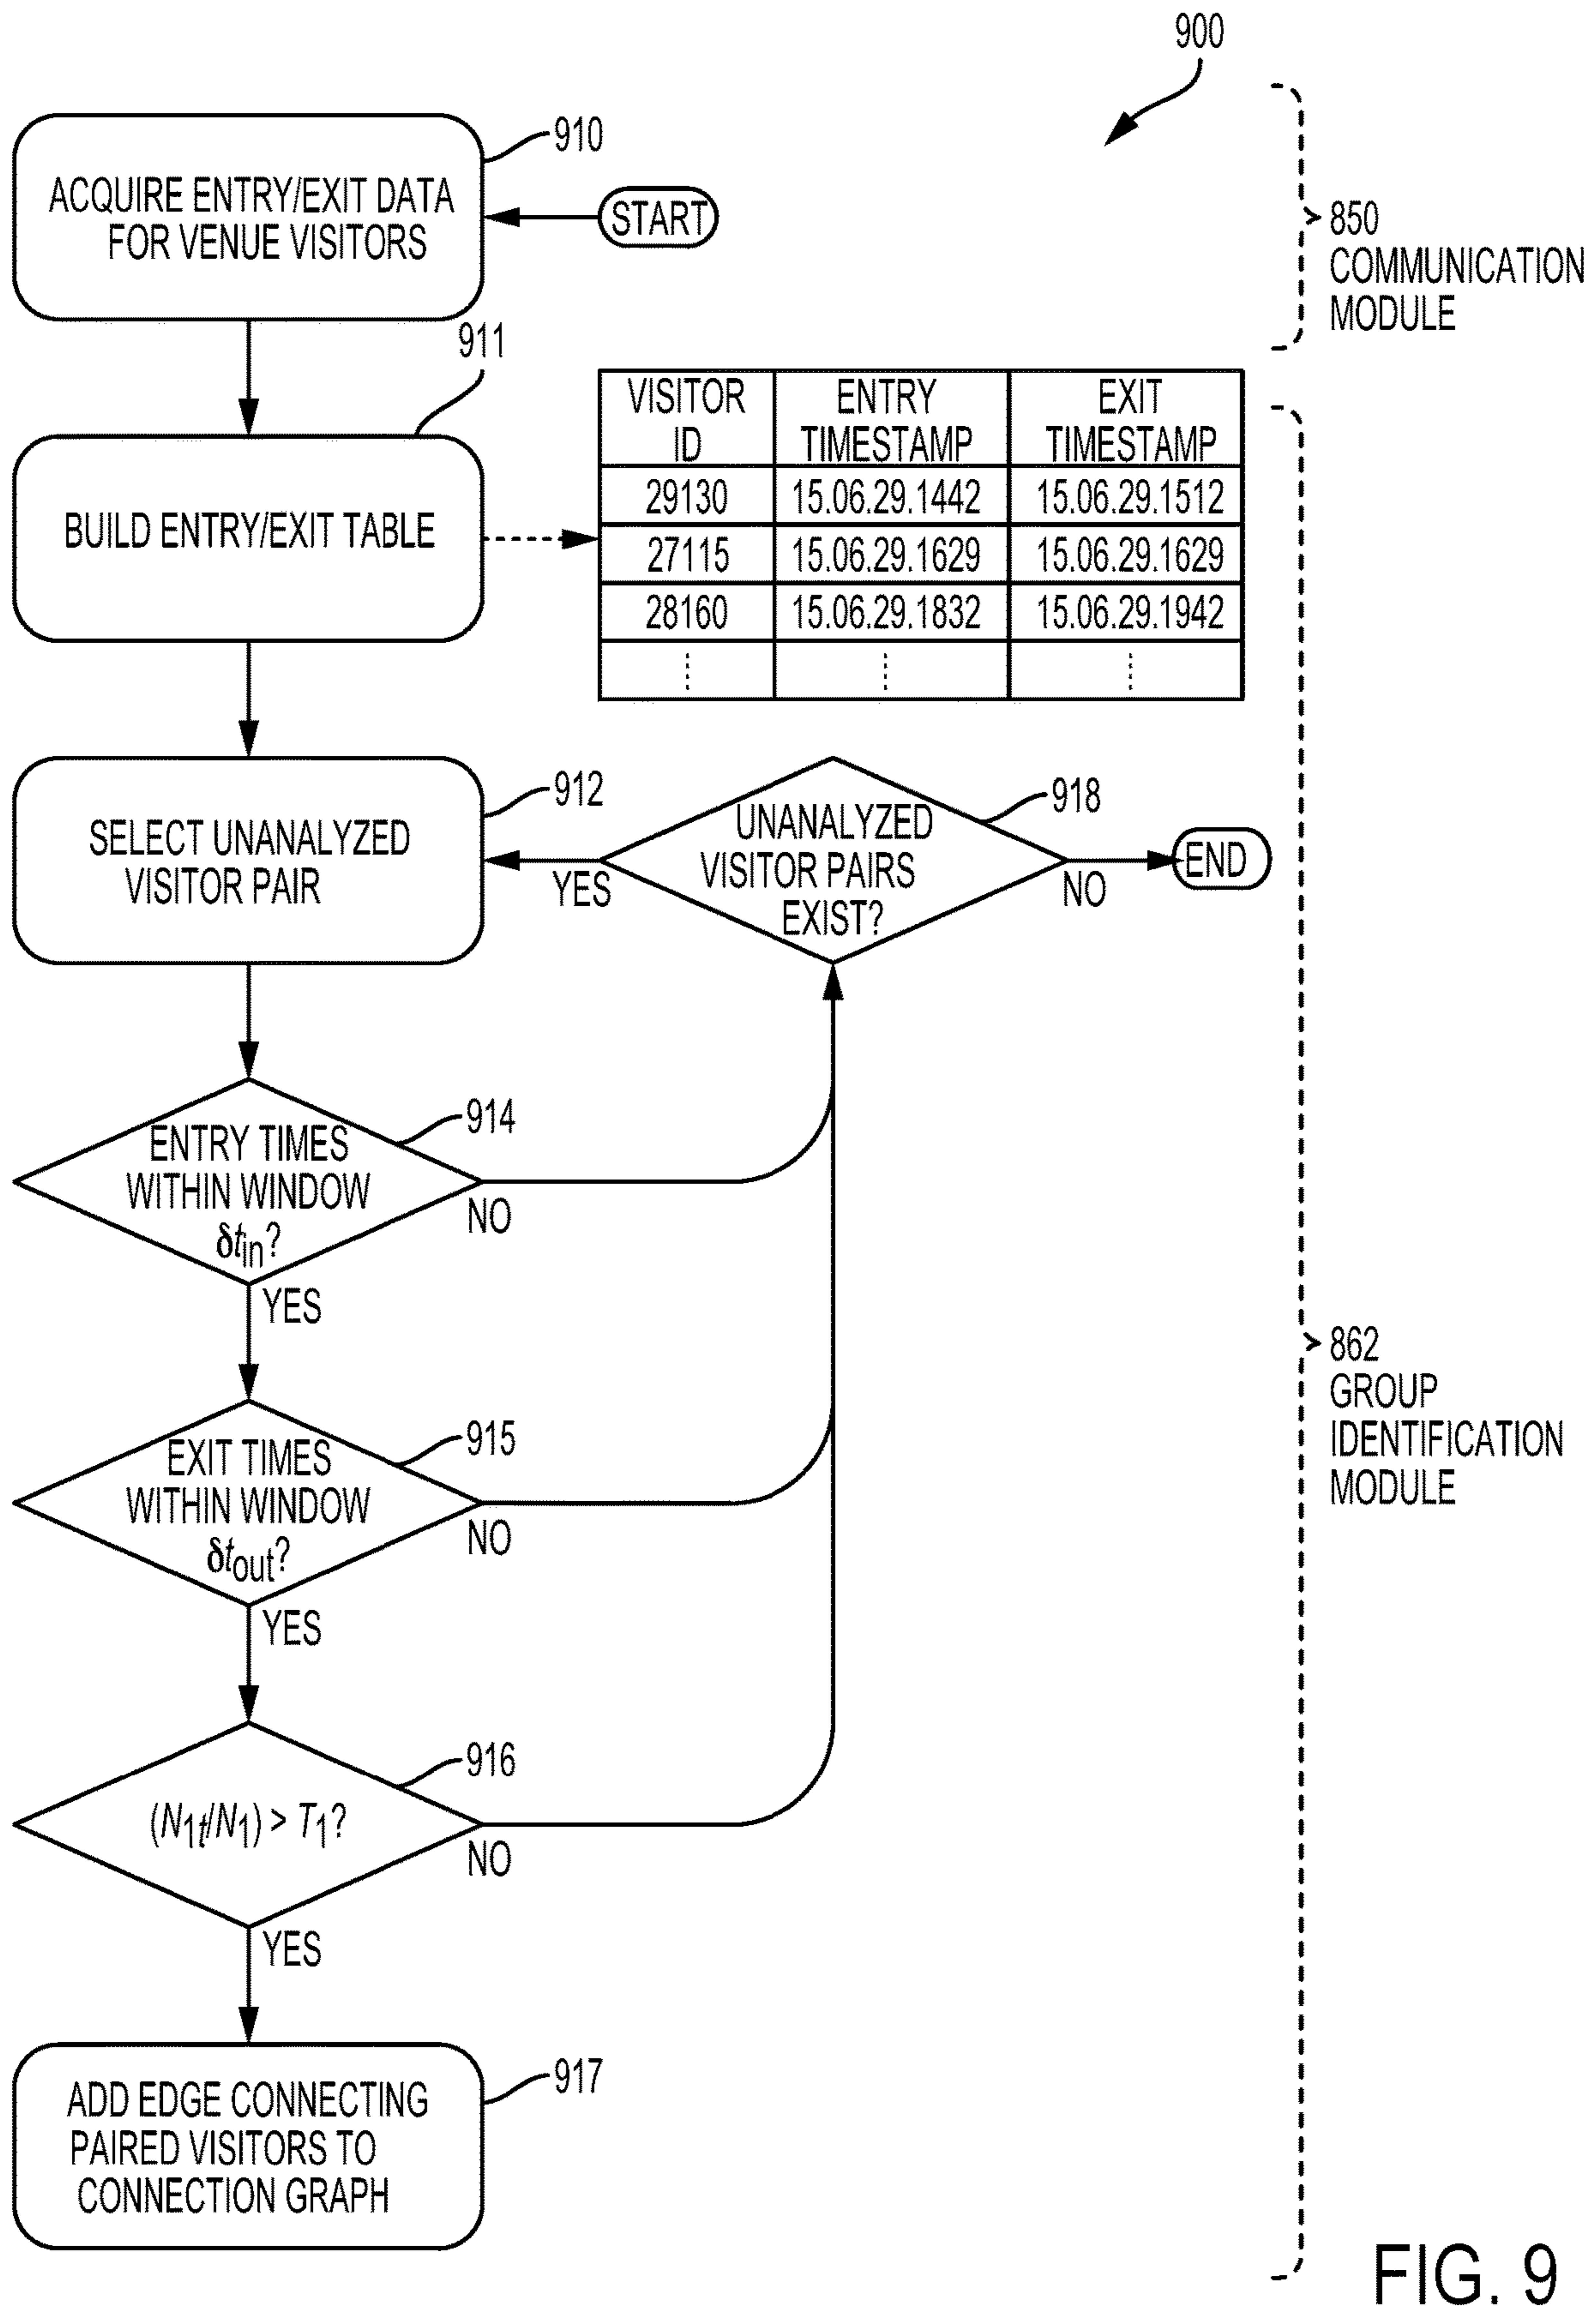 900
910
ACQUIRE ENTRY/EXIT DATA
FOR VENUE VISITORS
START
850
COMMUNICATION
MODULE
911
BUILD ENTRY/EXIT TABLE
VISITOR ID ENTRY TIMESTAMP EXIT TIMESTAMP
29130 15.06.29.1442 15.06.29.1512
27115 15.06.29.1629 15.06.29.1629
28160 15.06.29.1832 15.06.29.1942
912
SELECT UNANALYZED
VISITOR PAIR
918
UNANALYZED
VISITOR PAIRS
EXIST?
YES
NO
END
914
ENTRY TIMES
WITHIN WINDOW
δtin?
NO
YES
862
GROUP
IDENTIFICATION
MODULE
915
EXIT TIMES
WITHIN WINDOW
δtout?
NO
YES
916
(N1t/N1) > T1?
NO
YES
917
ADD EDGE CONNECTING
PAIRED VISITORS TO
CONNECTION GRAPH
FIG. 9